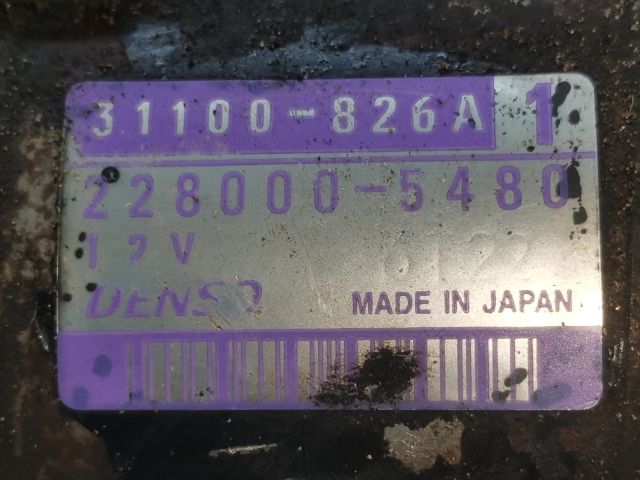 31100-826A 1
228000-5480
12V
DENSO MADE IN JAPAN